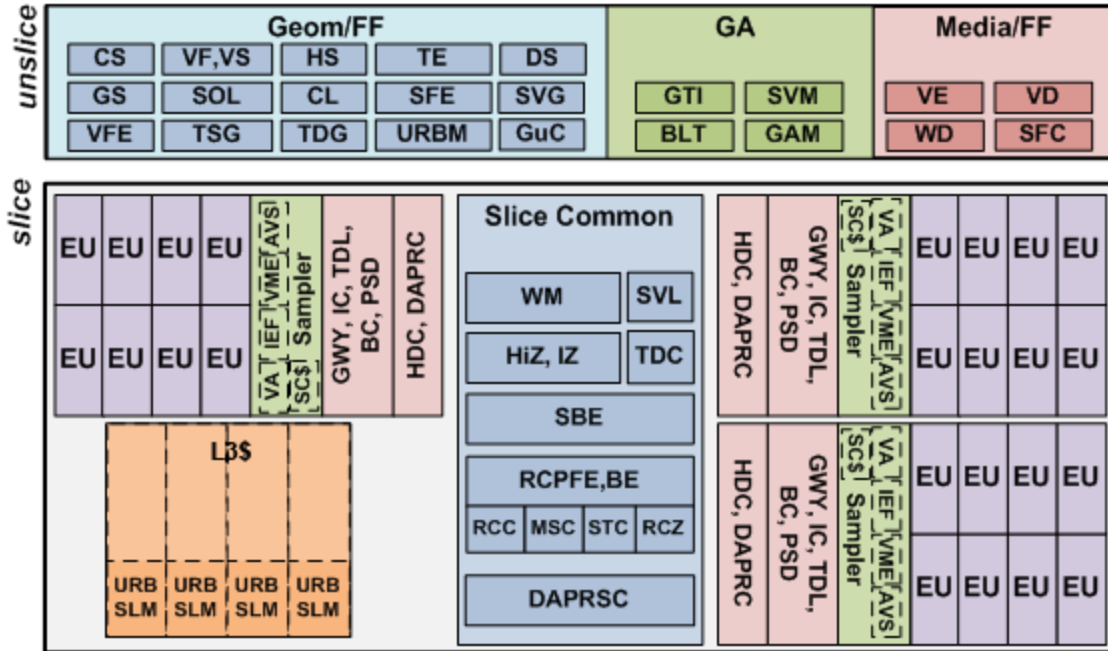 unslice
Geom/FF
CS VF,VS HS TE DS
GS SOL CL SFE SVG
VFE TSG TDG URBM GuC
GA
GTI SVM
BLT GAM
Media/FF
VE VD
WD SFC
slice
EU EU EU EU
EU EU EU EU
VA IEF VME AVS
SC$ Sampler
GWY, IC, TDL,
BC, PSD
HDC, DAPRC
L3$
URB URB URB URB
SLM SLM SLM SLM
Slice Common
WM SVL
HiZ, IZ TDC
SBE
RCPFE,BE
RCC MSC STC RCZ
DAPRSC
HDC, DAPRC
GWY, IC, TDL,
BC, PSD
SC$ Sampler
VA IEF VME AVS
EU EU EU EU
EU EU EU EU
HDC, DAPRC
GWY, IC, TDL,
BC, PSD
SC$ Sampler
VA IEF VME AVS
EU EU EU EU
EU EU EU EU